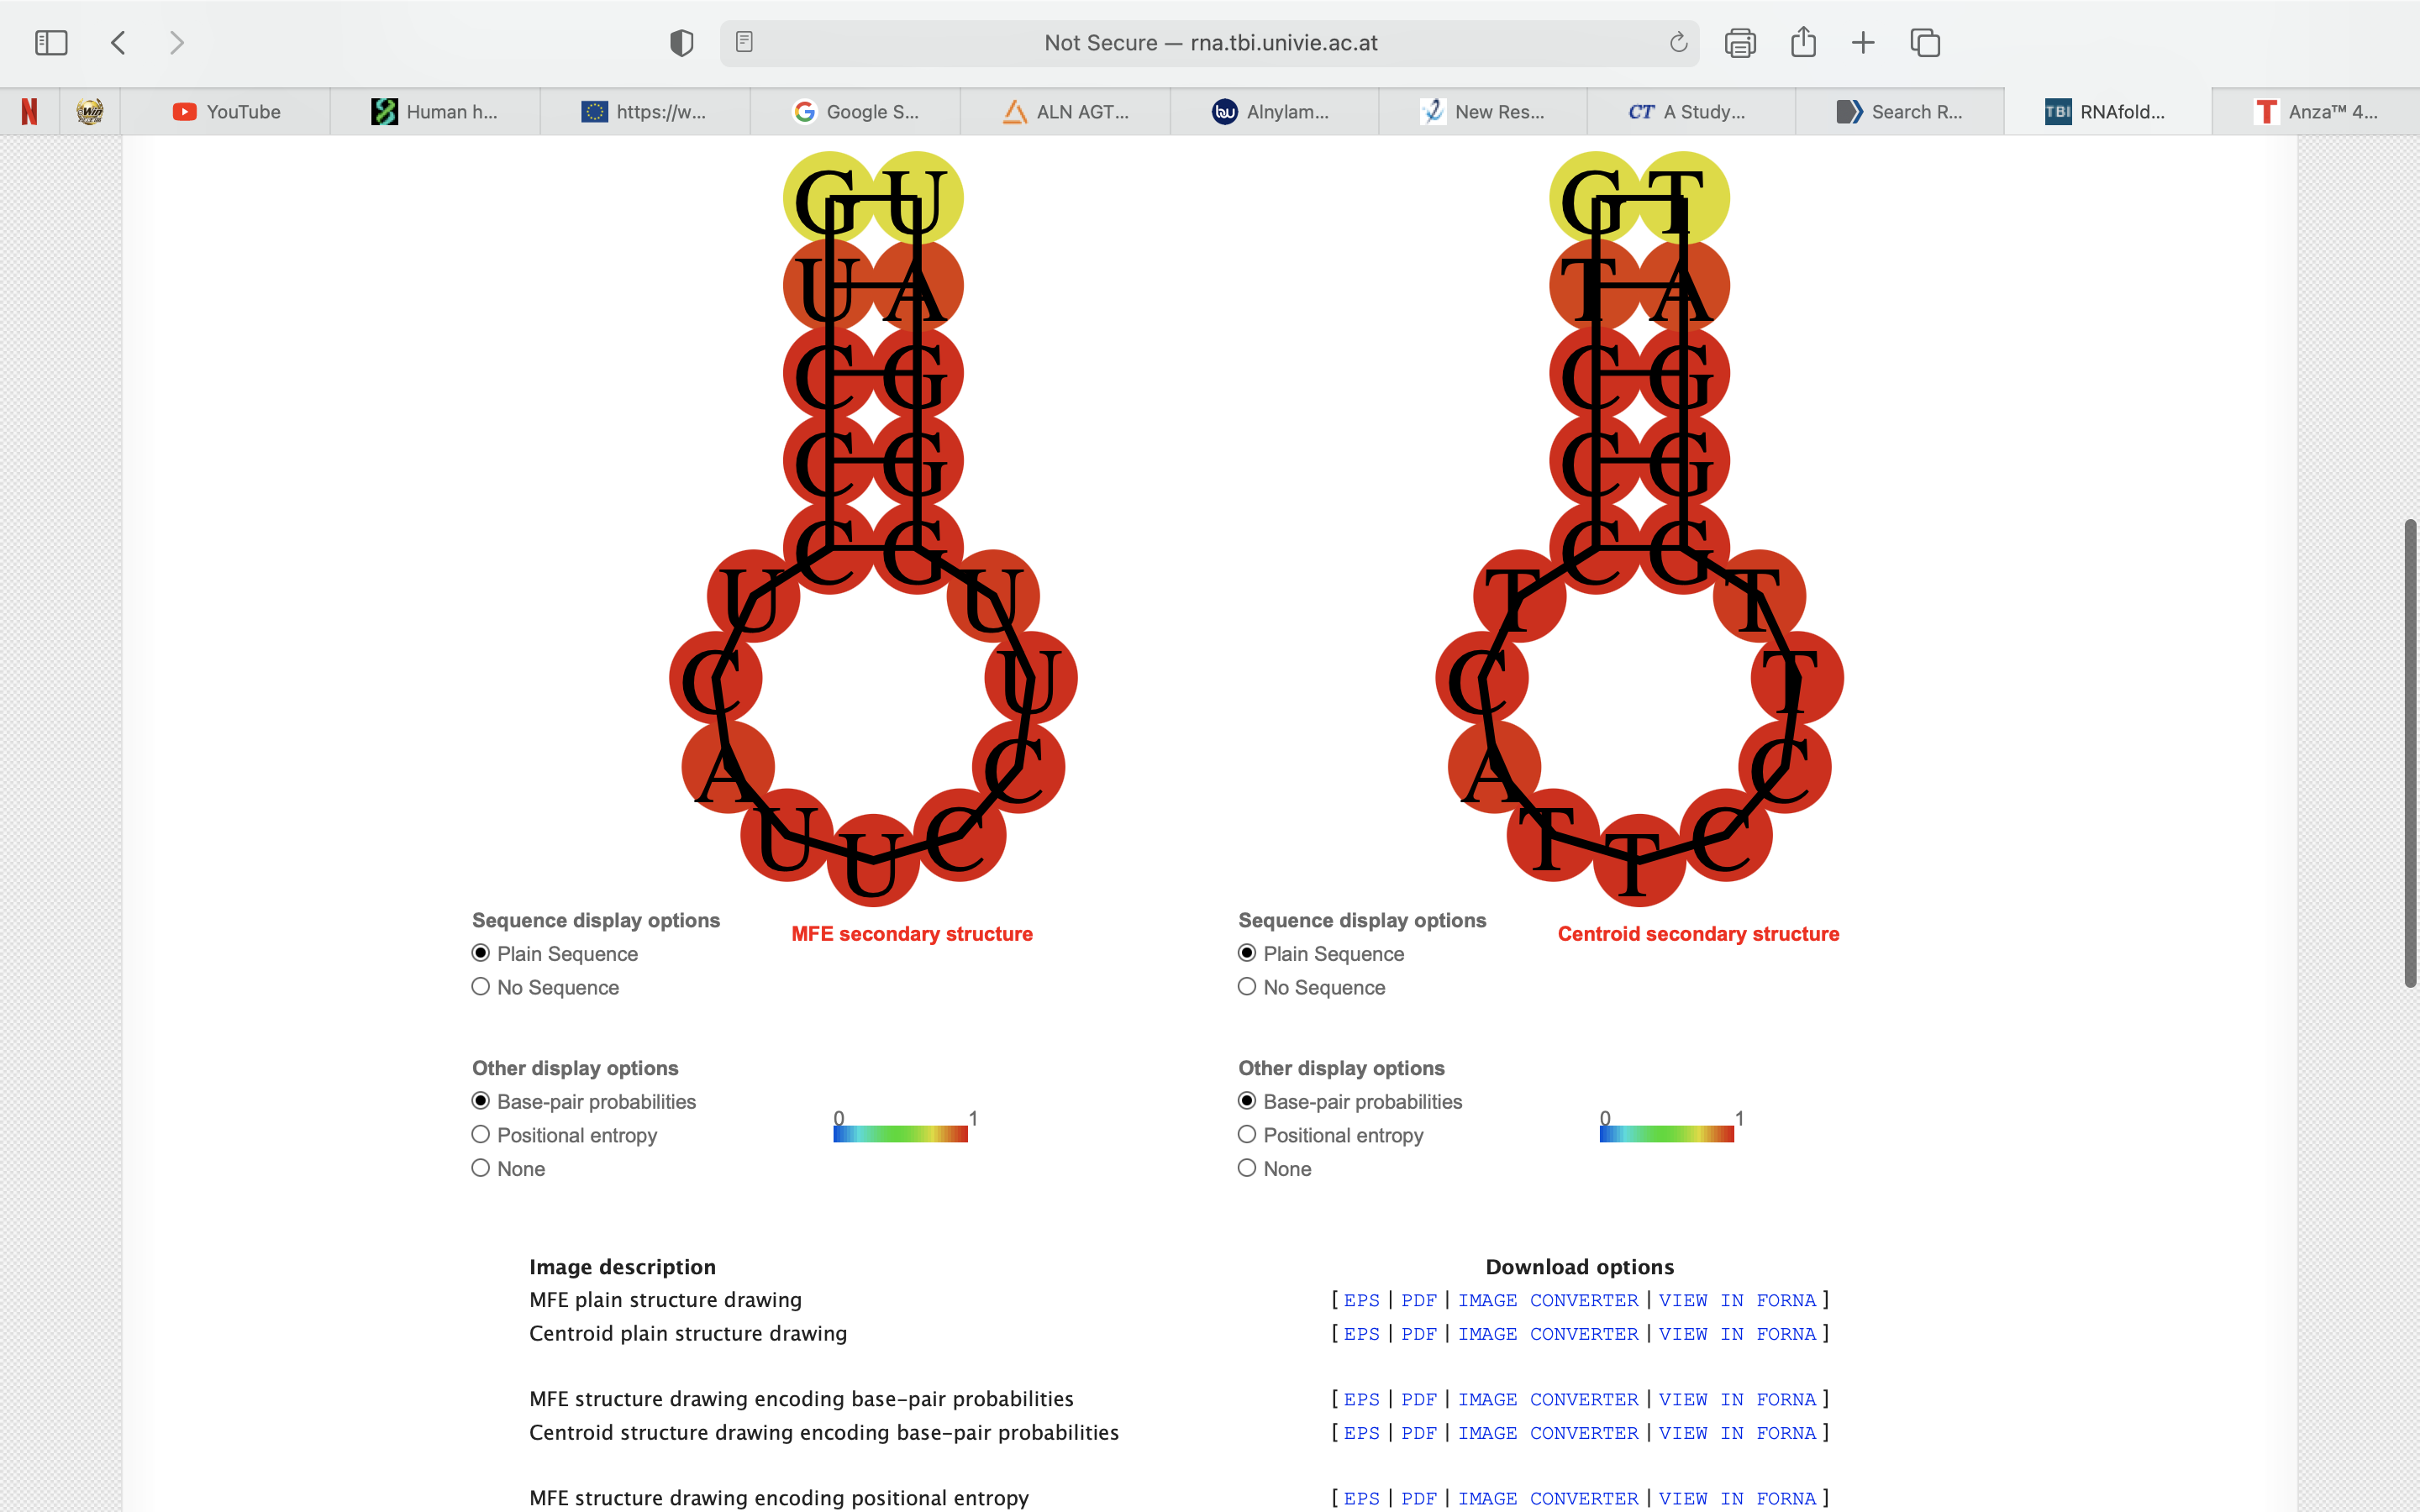 Not Secure — rna.tbi.univie.ac.at
N Win YouTube Human h... https://w... Google S... ALN AGT... bu Alnylam... New Res... CT A Study... Search R... TBI RNAfold... T Anza™ 4...
G U G T
U A T A
C G C G
C G C G
C G C G
U U T T
C U C T
A C A C
U C T C
U T
Sequence display options MFE secondary structure Sequence display options Centroid secondary structure
Plain Sequence Plain Sequence
No Sequence No Sequence
Other display options Other display options
Base-pair probabilities 0 1 Base-pair probabilities 0 1
Positional entropy Positional entropy
None None
Image description Download options
MFE plain structure drawing [ EPS | PDF | IMAGE CONVERTER | VIEW IN FORNA ]
Centroid plain structure drawing [ EPS | PDF | IMAGE CONVERTER | VIEW IN FORNA ]
MFE structure drawing encoding base-pair probabilities [ EPS | PDF | IMAGE CONVERTER | VIEW IN FORNA ]
Centroid structure drawing encoding base-pair probabilities [ EPS | PDF | IMAGE CONVERTER | VIEW IN FORNA ]
MFE structure drawing encoding positional entropy [ EPS | PDF | IMAGE CONVERTER | VIEW IN FORNA ]